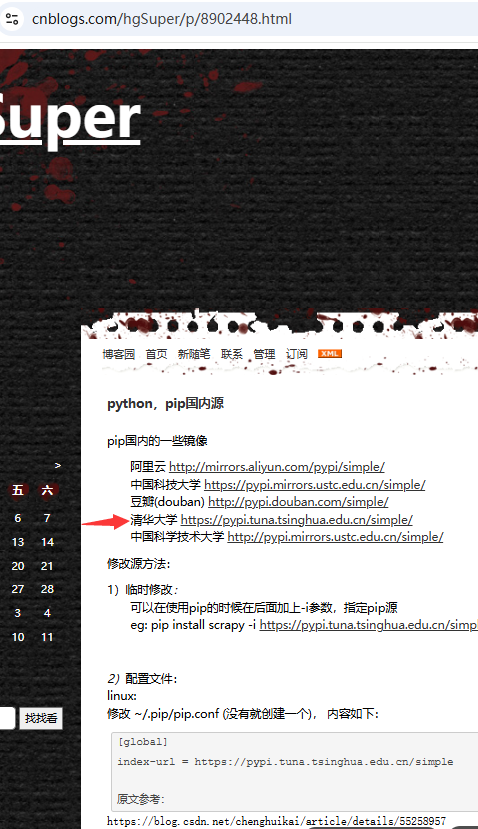 cnblogs.com/hgSuper/p/8902448.html
Super
博客园 首页 新随笔 联系 管理 订阅 XML
python，pip国内源
pip国内的一些镜像
阿里云 http://mirrors.aliyun.com/pypi/simple/
中国科技大学 https://pypi.mirrors.ustc.edu.cn/simple/
豆瓣(douban) http://pypi.douban.com/simple/
清华大学 https://pypi.tuna.tsinghua.edu.cn/simple/
中国科学技术大学 http://pypi.mirrors.ustc.edu.cn/simple/
修改源方法：
1）临时修改：
可以在使用pip的时候在后面加上-i参数，指定pip源
eg: pip install scrapy -i https://pypi.tuna.tsinghua.edu.cn/simpl
2）配置文件：
linux:
修改 ~/.pip/pip.conf (没有就创建一个)， 内容如下：
[global]
index-url = https://pypi.tuna.tsinghua.edu.cn/simple
原文参考：
https://blog.csdn.net/chenghuikai/article/details/55258957
>
五 六
6 7
13 14
20 21
27 28
3 4
10 11
找找看